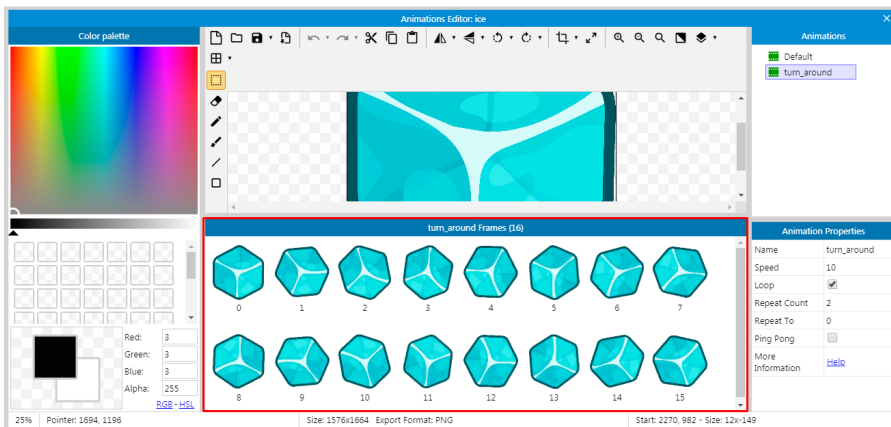 Animations Editor: ice
Color palette
Animations
Default
turn_around
turn_around Frames (16)
0 1 2 3 4 5 6 7
8 9 10 11 12 13 14 15
Animation Properties
Name turn_around
Speed 10
Loop
Repeat Count 2
Repeat To 0
Ping Pong
More Information Help
Red: 3
Green: 3
Blue: 3
Alpha: 255
RGB - HSL
25% Pointer: 1694, 1196 Size: 1576x1664 Export Format: PNG Start: 2270, 982 - Size: 12x-149